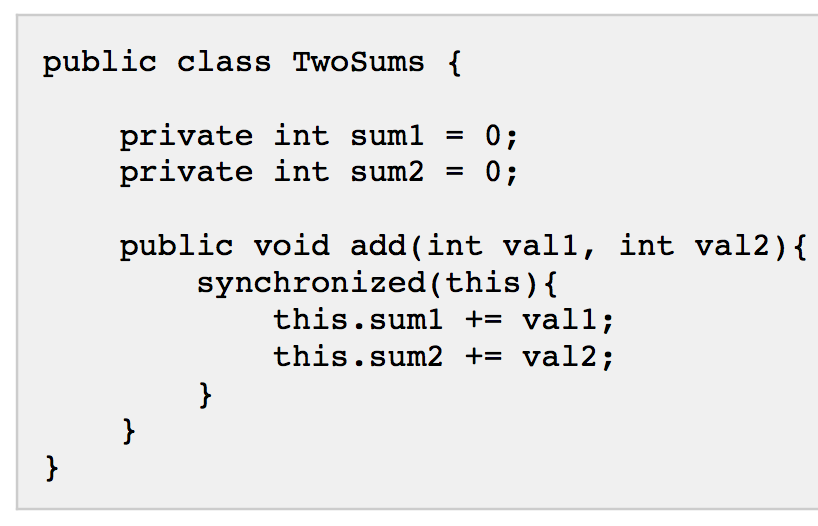 public class TwoSums {
private int sum1 = 0;
private int sum2 = 0;
public void add(int val1, int val2){
synchronized(this){
this.sum1 += val1;
this.sum2 += val2;
}
}
}